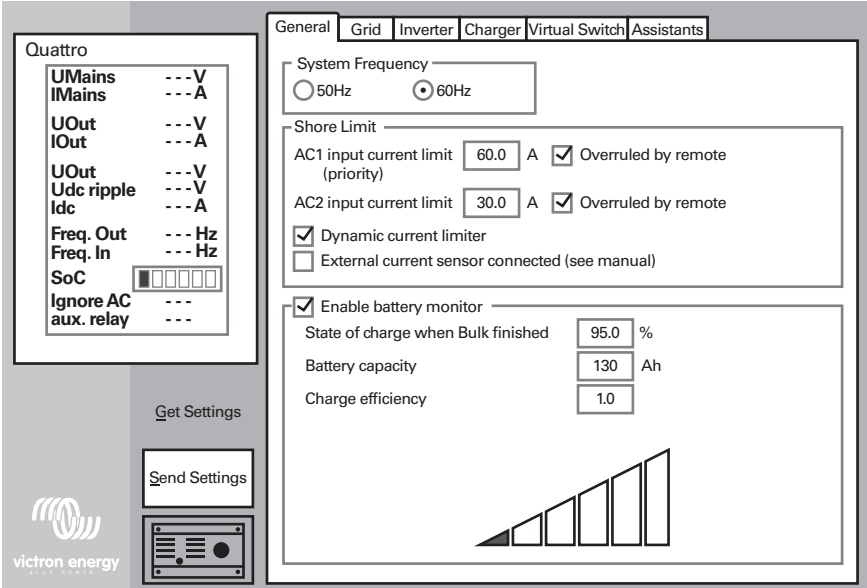 Quattro
UMains ---V
IMains ---A
UOut ---V
IOut ---A
UOut ---V
Udc ripple ---V
Idc ---A
Freq. Out ---Hz
Freq. In ---Hz
SoC
Ignore AC ---
aux. relay ---
Get Settings
Send Settings
victron energy
BLUE POWER
General Grid Inverter Charger Virtual Switch Assistants
System Frequency
50Hz 60Hz
Shore Limit
AC1 input current limit 60.0 A Overruled by remote
(priority)
AC2 input current limit 30.0 A Overruled by remote
Dynamic current limiter
External current sensor connected (see manual)
Enable battery monitor
State of charge when Bulk finished 95.0 %
Battery capacity 130 Ah
Charge efficiency 1.0